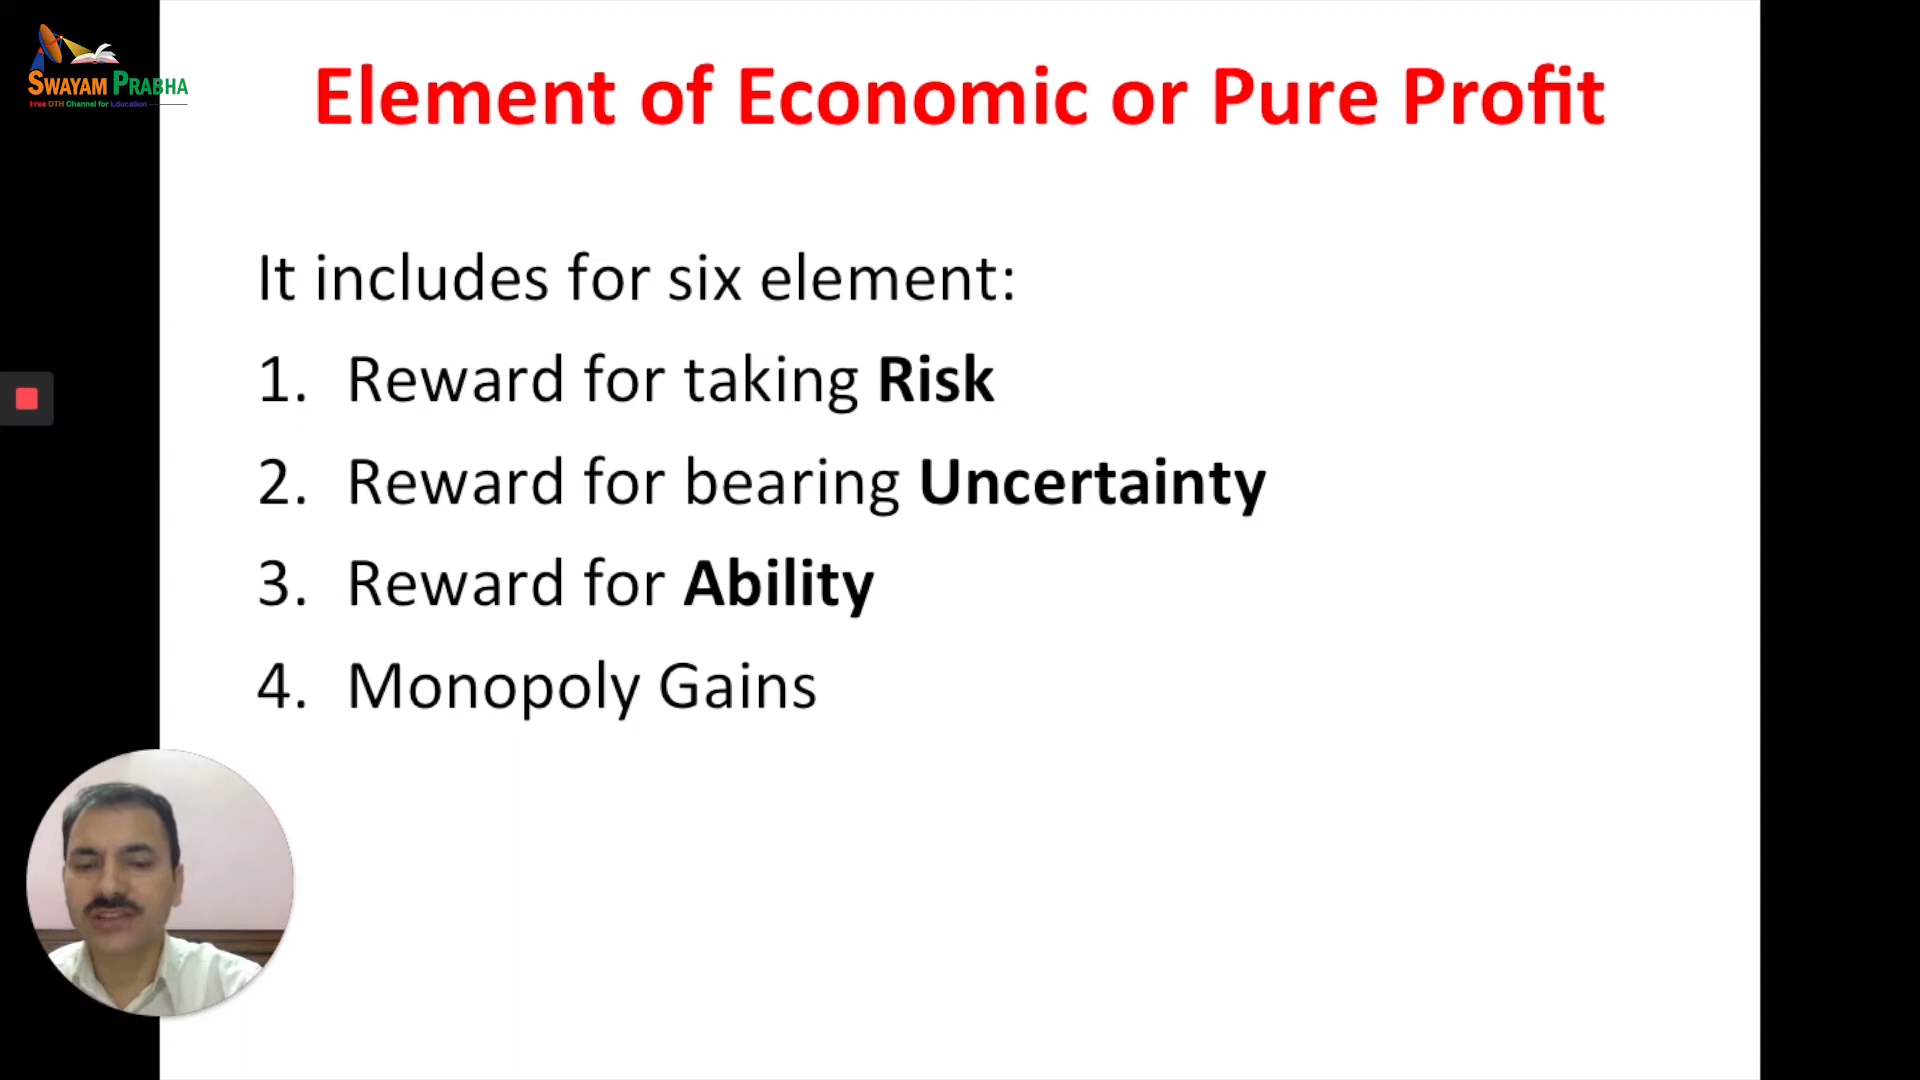 SWAYAM PRABHA
Free DTH Channel for Education
Element of Economic or Pure Profit
It includes for six element:
1. Reward for taking Risk
2. Reward for bearing Uncertainty
3. Reward for Ability
4. Monopoly Gains